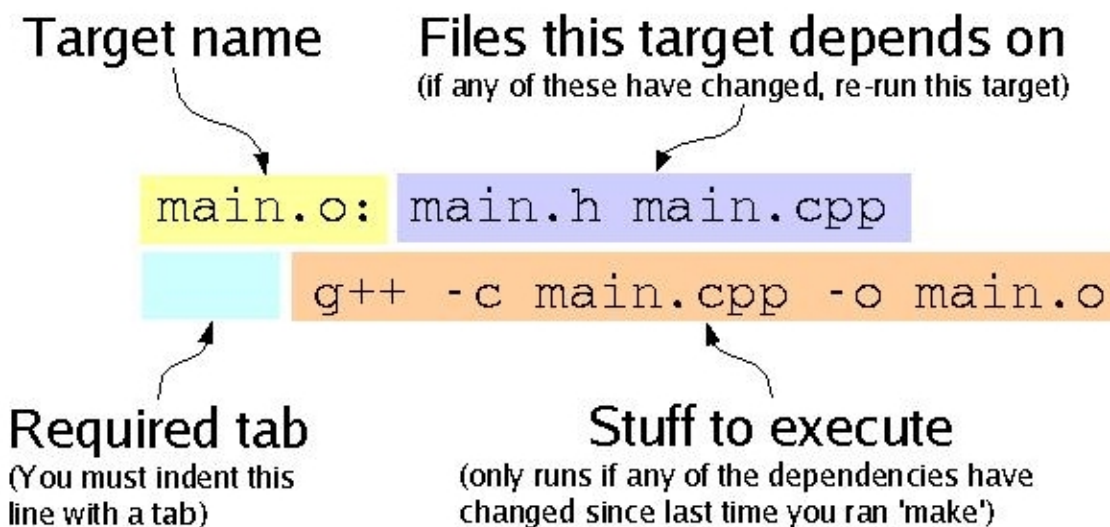 Target name
Files this target depends on
(if any of these have changed, re-run this target)
main.o: main.h main.cpp
g++ -c main.cpp -o main.o
Required tab
(You must indent this
line with a tab)
Stuff to execute
(only runs if any of the dependencies have
changed since last time you ran 'make')